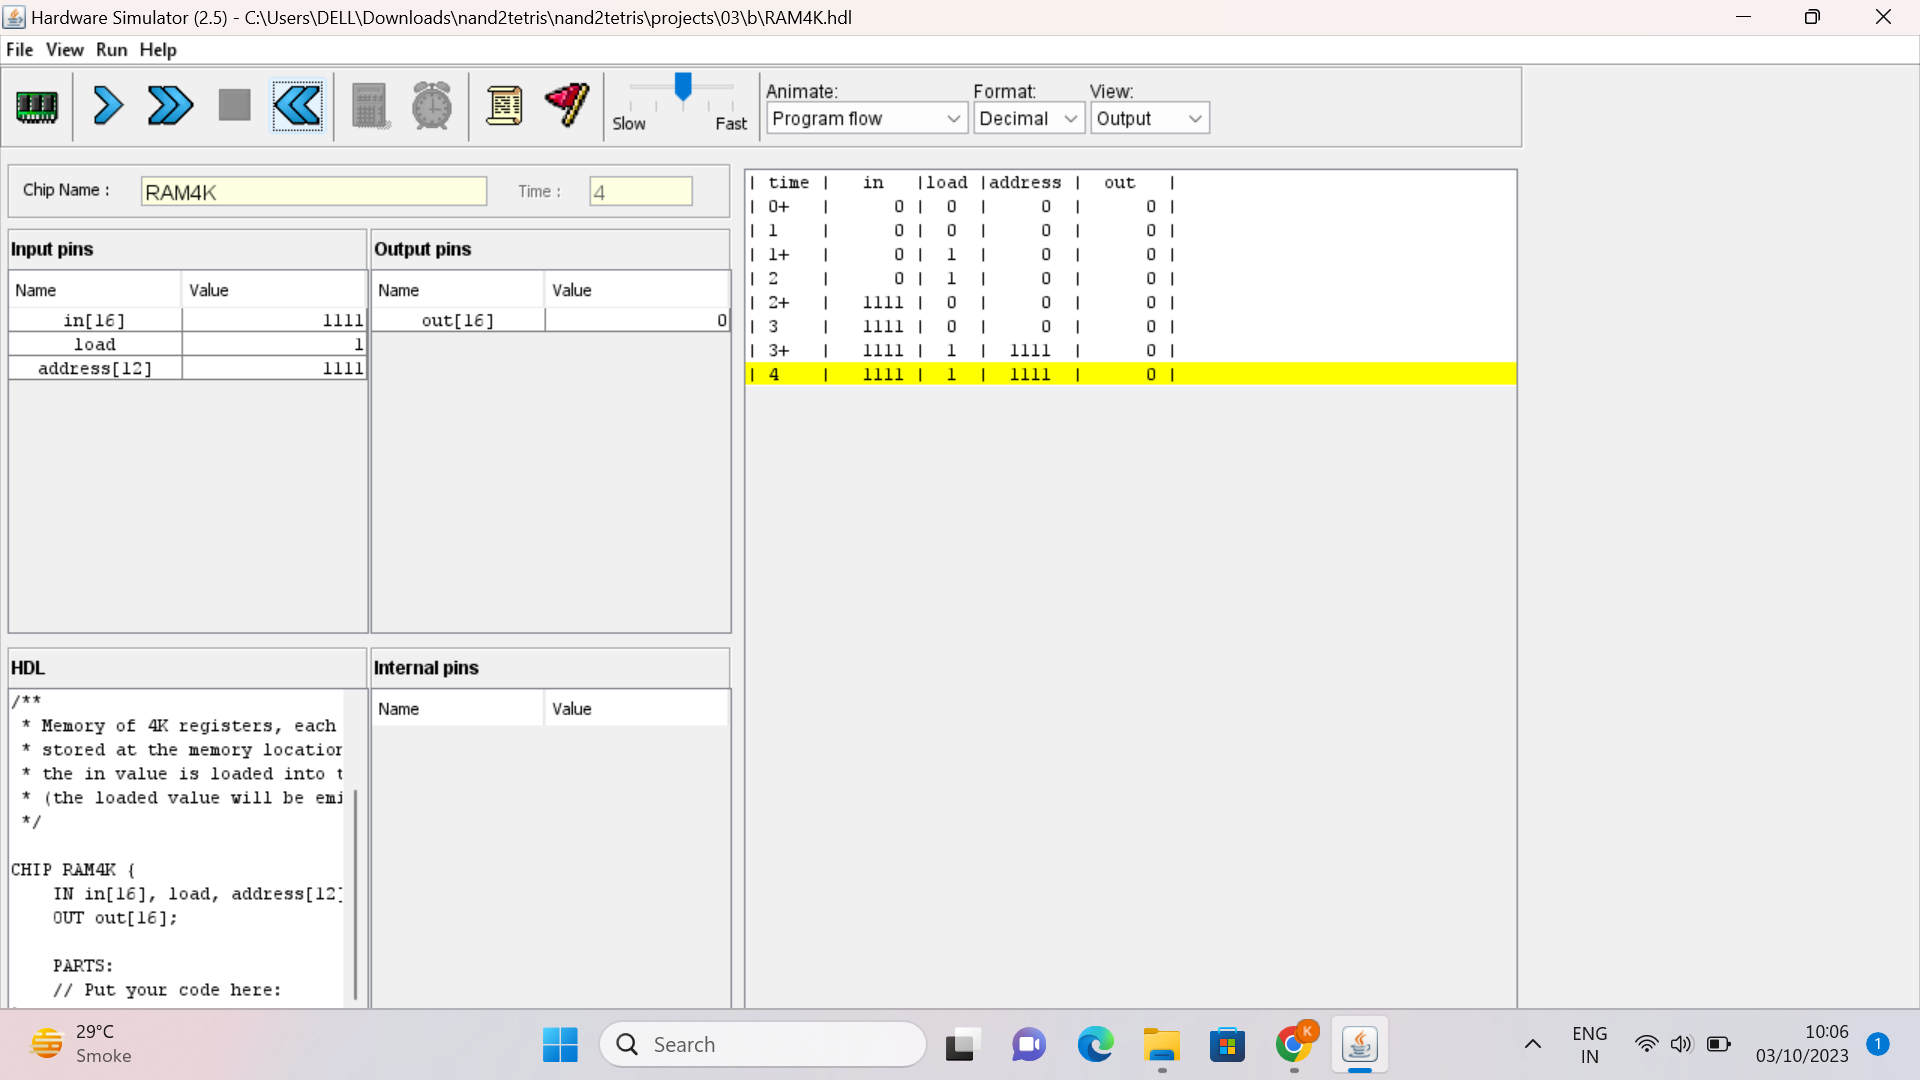 Hardware Simulator (2.5) - C:\Users\DELL\Downloads\nand2tetris\nand2tetris\projects\03\b\RAM4K.hdl
File View Run Help
Slow Fast
Animate: Format: View:
Program flow Decimal Output
Chip Name : RAM4K Time : 4
Input pins
Name Value
in[16] 1111
load 1
address[12] 1111
Output pins
Name Value
out[16] 0
| time | in |load |address | out |
| 0+ | 0 | 0 | 0 | 0 |
| 1 | 0 | 0 | 0 | 0 |
| 1+ | 0 | 1 | 0 | 0 |
| 2 | 0 | 1 | 0 | 0 |
| 2+ | 1111 | 0 | 0 | 0 |
| 3 | 1111 | 0 | 0 | 0 |
| 3+ | 1111 | 1 | 1111 | 0 |
| 4 | 1111 | 1 | 1111 | 0 |
HDL
/**
* Memory of 4K registers, each
* stored at the memory location
* the in value is loaded into t
* (the loaded value will be emi
*/
CHIP RAM4K {
IN in[16], load, address[12]
OUT out[16];
PARTS:
// Put your code here:
Internal pins
Name Value
29°C
Smoke
Search
K
ENG
IN
10:06
03/10/2023
1